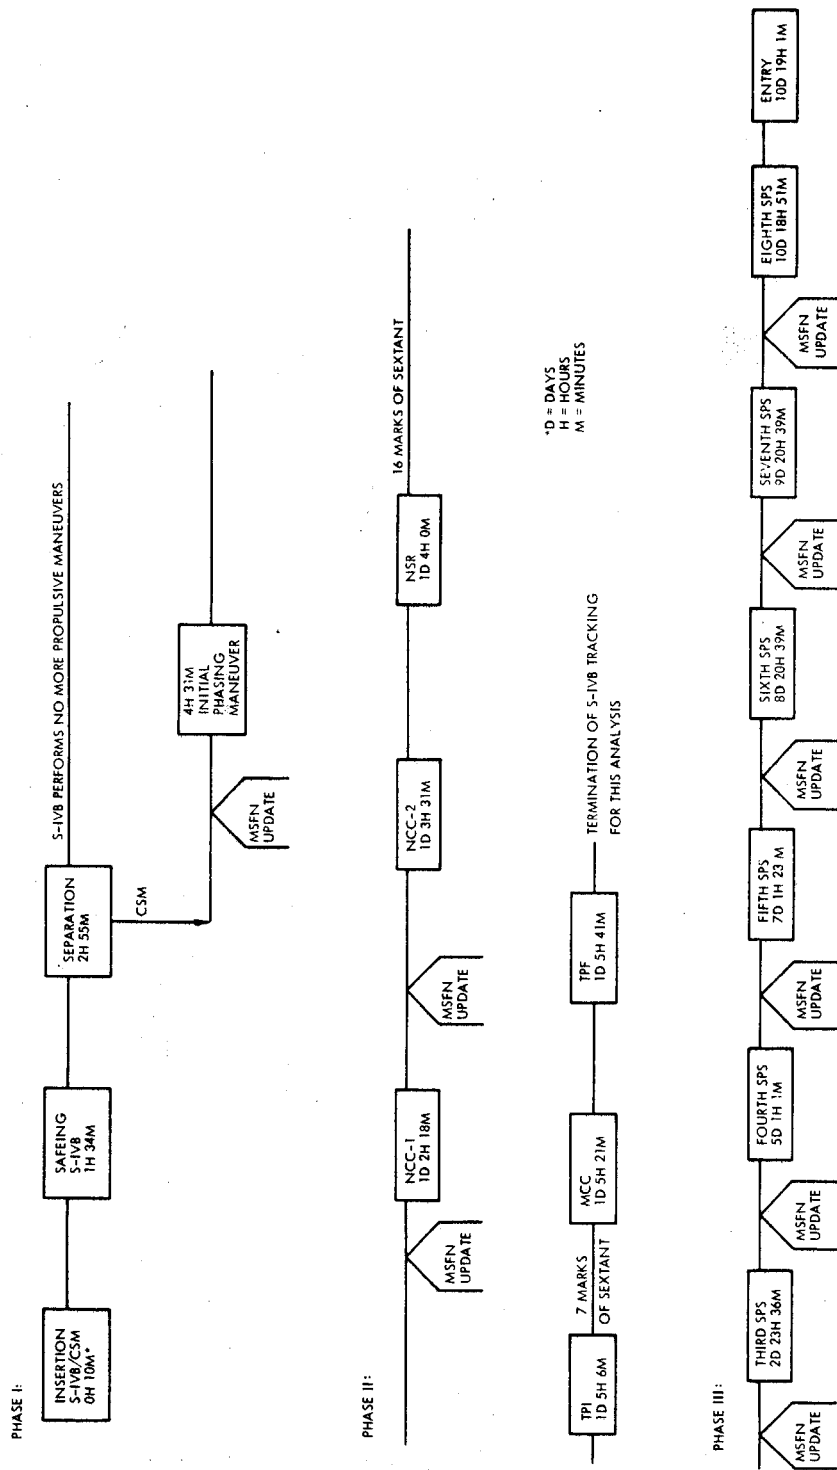 PHASE I:
INSERTION
S-IVB/CSM
0H 10M*
SAFEING
S-IVB
1H 34M
SEPARATION
2H 55M
S-IVB PERFORMS NO MORE PROPULSIVE MANEUVERS
CSM
MSFN
UPDATE
4H 31M
INITIAL
PHASING
MANEUVER
PHASE II:
MSFN
UPDATE
NCC-1
1D 2H 18M
MSFN
UPDATE
NCC-2
1D 3H 31M
NSR
1D 4H 0M
16 MARKS OF SEXTANT
TPI
1D 5H 6M
7 MARKS
OF SEXTANT
MCC
1D 5H 21M
TPF
1D 5H 41M
TERMINATION OF S-IVB TRACKING
FOR THIS ANALYSIS
*D = DAYS
H = HOURS
M = MINUTES
PHASE III:
MSFN
UPDATE
THIRD SPS
2D 23H 36M
MSFN
UPDATE
FOURTH SPS
5D 1H 1M
MSFN
UPDATE
FIFTH SPS
7D 1H 23 M
MSFN
UPDATE
SIXTH SPS
8D 20H 39M
MSFN
UPDATE
SEVENTH SPS
9D 20H 39M
MSFN
UPDATE
EIGHTH SPS
10D 18H 51M
ENTRY
10D 19H 1M